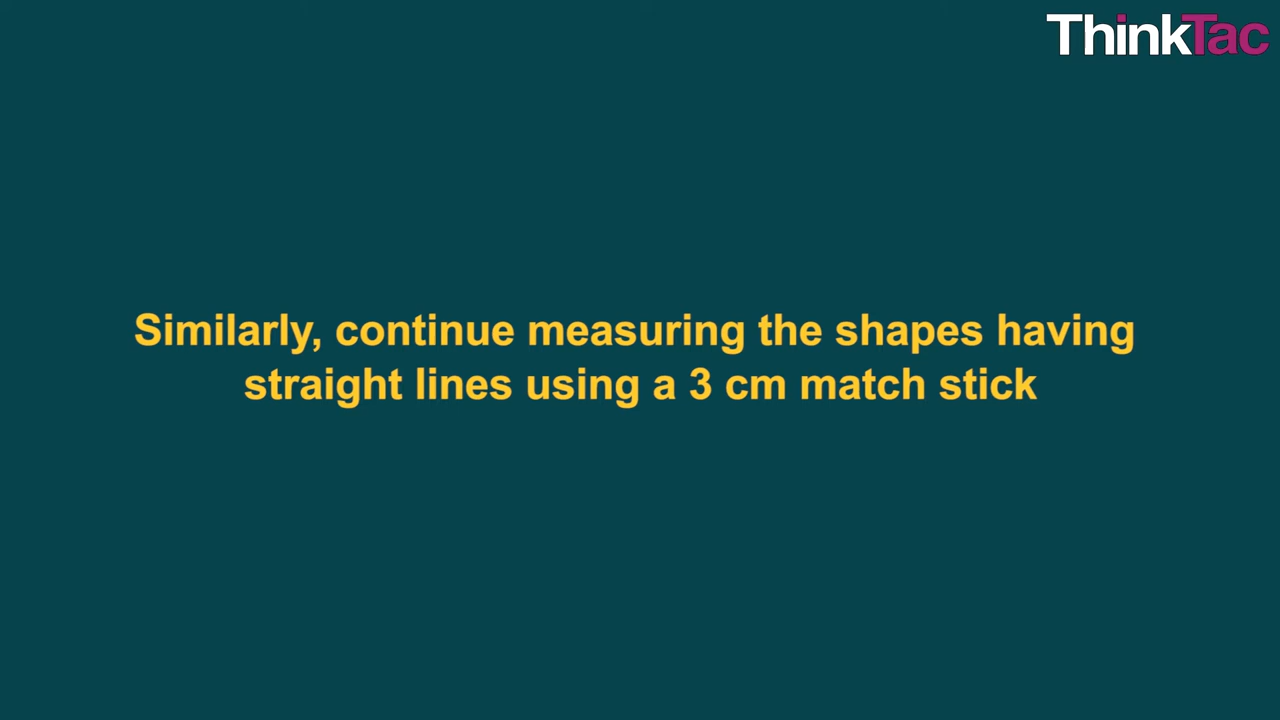 ThinkTac
Similarly, continue measuring the shapes having
straight lines using a 3 cm match stick